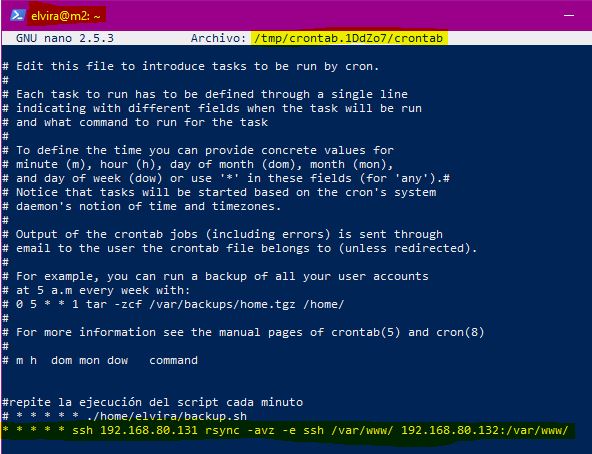 elvira@m2: ~
GNU nano 2.5.3 Archivo: /tmp/crontab.1DdZo7/crontab
# Edit this file to introduce tasks to be run by cron.
#
# Each task to run has to be defined through a single line
# indicating with different fields when the task will be run
# and what command to run for the task
#
# To define the time you can provide concrete values for
# minute (m), hour (h), day of month (dom), month (mon),
# and day of week (dow) or use '*' in these fields (for 'any').#
# Notice that tasks will be started based on the cron's system
# daemon's notion of time and timezones.
#
# Output of the crontab jobs (including errors) is sent through
# email to the user the crontab file belongs to (unless redirected).
#
# For example, you can run a backup of all your user accounts
# at 5 a.m every week with:
# 0 5 * * 1 tar -zcf /var/backups/home.tgz /home/
#
# For more information see the manual pages of crontab(5) and cron(8)
#
# m h  dom mon dow   command
#repite la ejecución del script cada minuto
# * * * * * ./home/elvira/backup.sh
* * * * * ssh 192.168.80.131 rsync -avz -e ssh /var/www/ 192.168.80.132:/var/www/